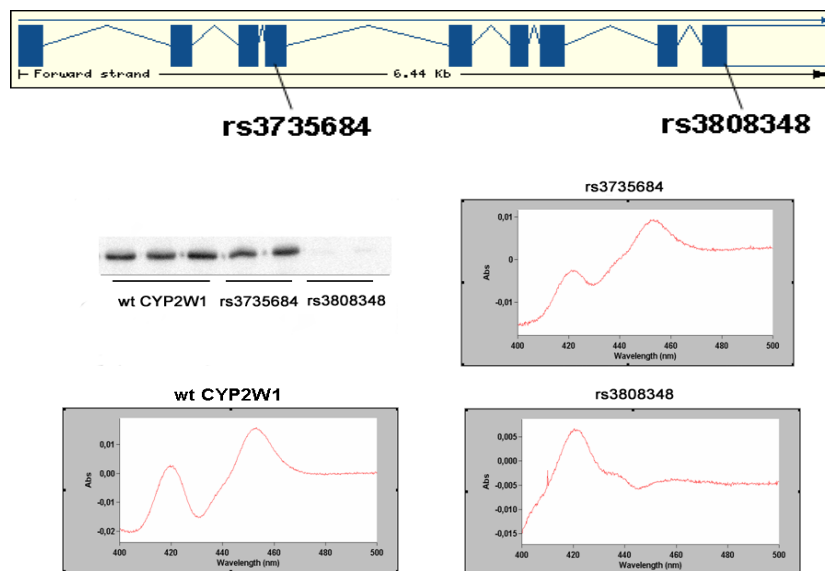 Forward strand 6.44 Kb
rs3735684 rs3808348
rs3735684
0,01
0
-0,01
Abs
400 420 440 460 480 500
Wavelength (nm)
wt CYP2W1 rs3735684 rs3808348
wt CYP2W1
0,01
0,00
-0,01
-0,02
Abs
400 420 440 460 480 500
Wavelength (nm)
rs3808348
0,005
0,000
-0,005
-0,010
-0,015
Abs
400 420 440 460 480 500
Wavelength (nm)